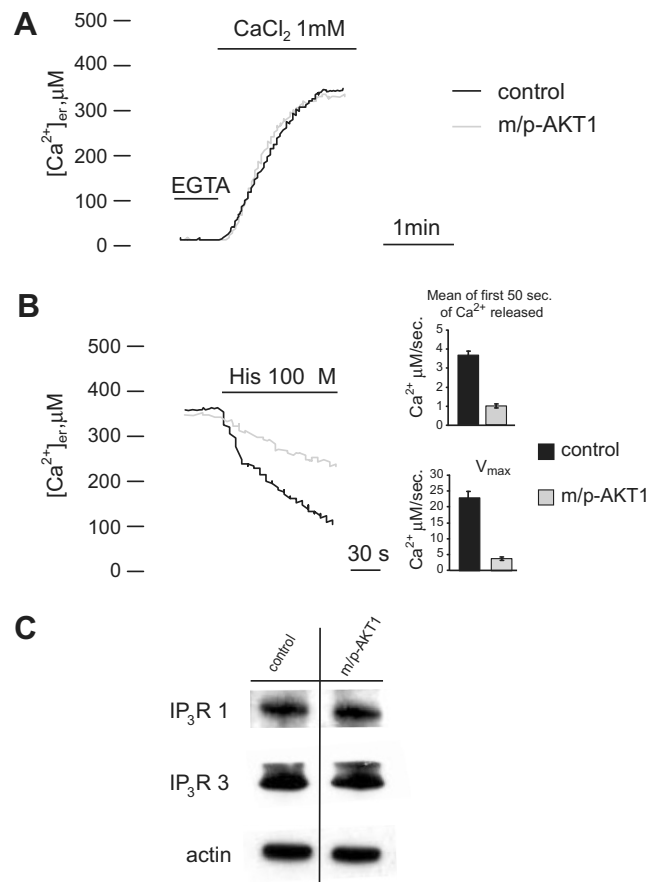 A
500
400
300
200
100
0
[Ca²⁺]er,µM
CaCl₂ 1mM
EGTA
control
m/p-AKT1
1min
B
500
400
300
200
100
0
[Ca²⁺]er,µM
His 100 M
30 s
Mean of first 50 sec.
of Ca²⁺ released
5
4
3
2
1
0
Ca²⁺ µM/sec.
Vmax
30
25
20
15
10
5
0
Ca²⁺ µM/sec.
control
m/p-AKT1
C
control
m/p-AKT1
IP₃R 1
IP₃R 3
actin